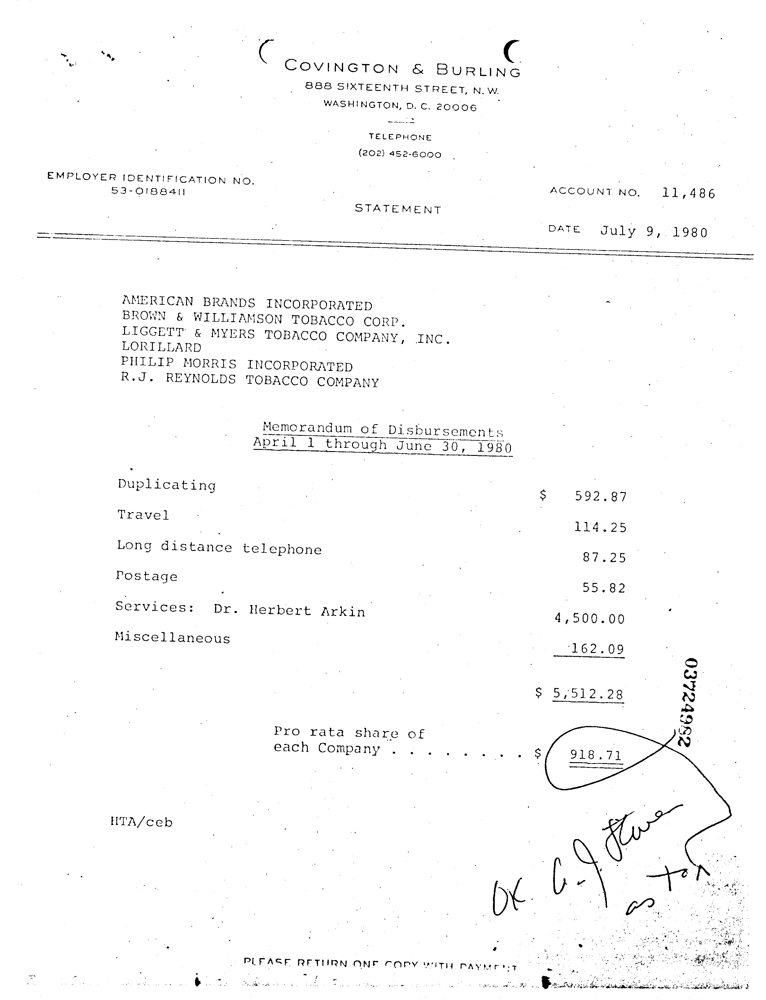 COVINGTON & BURLING
888 SIXTEENTH STREET, N. W.
WASHINGTON, D. C. 20006
TELEPHONE
(202) 452-6000
EMPLOYER IDENTIFICATION NO.
53-0188411
ACCOUNT NO. 11,486
STATEMENT
DATE July 9, 1980
AMERICAN BRANDS INCORPORATED
BROWN & WILLIAMSON TOBACCO CORP.
LIGGETT & MYERS TOBACCO COMPANY, INC.
LORILLARD
PHILIP MORRIS INCORPORATED
R.J. REYNOLDS TOBACCO COMPANY
Memorandum of Disbursements
April 1 through June 30, 1980
Duplicating $ 592.87
Travel 114.25
Long distance telephone 87.25
Postage 55.82
Services: Dr. Herbert Arkin 4,500.00
Miscellaneous 162.09
$ 5,512.28
Pro rata share of
each Company . . . . . . . . $ 918.71
03724982
HTA/ceb
OK
as to
PLEASE RETURN ONE COPY WITH PAYMENT